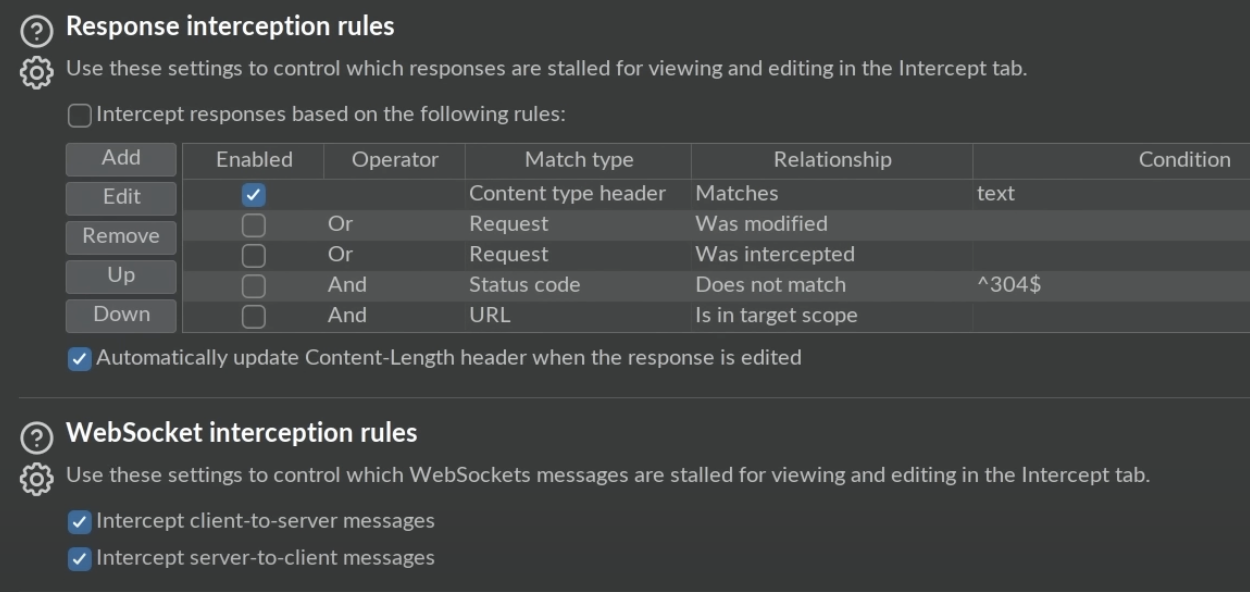 Response interception rules
Use these settings to control which responses are stalled for viewing and editing in the Intercept tab.
Intercept responses based on the following rules:
Add
Edit
Remove
Up
Down
Enabled Operator Match type Relationship Condition
Content type header Matches text
Or Request Was modified
Or Request Was intercepted
And Status code Does not match ^304$
And URL Is in target scope
Automatically update Content-Length header when the response is edited
WebSocket interception rules
Use these settings to control which WebSockets messages are stalled for viewing and editing in the Intercept tab.
Intercept client-to-server messages
Intercept server-to-client messages